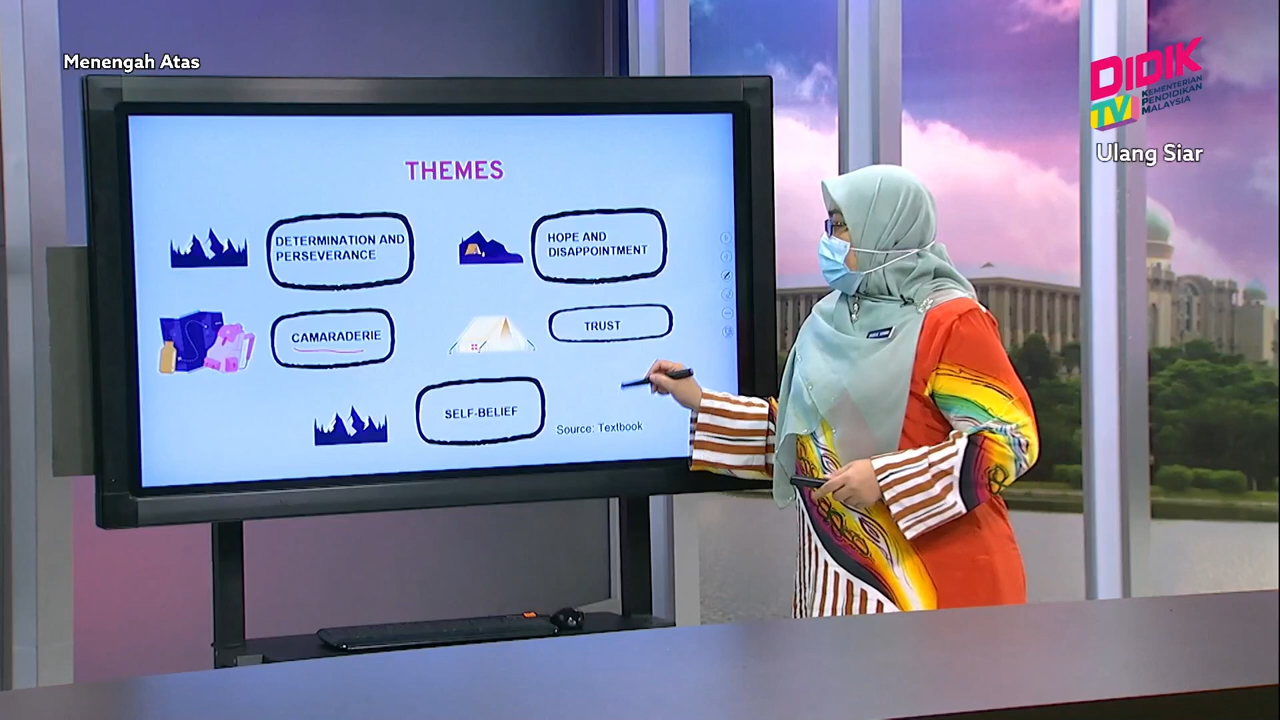 Menengah Atas
DIDIK
TV
KEMENTERIAN
PENDIDIKAN
MALAYSIA
Ulang Siar
THEMES
DETERMINATION AND
PERSEVERANCE
HOPE AND
DISAPPOINTMENT
CAMARADERIE
TRUST
SELF-BELIEF
Source: Textbook